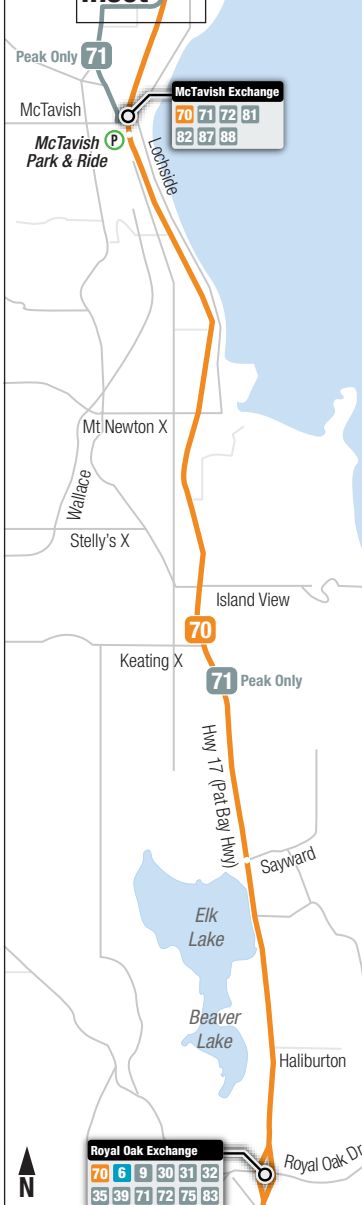 Inset
Peak Only 71
McTavish Exchange
70 71 72 81
82 87 88
McTavish
McTavish P
Park & Ride
Lochside
Mt Newton X
Wallace
Stelly's X
Island View
70
Keating X
71 Peak Only
Hwy 17 (Pat Bay Hwy)
Sayward
Elk
Lake
Beaver
Lake
Haliburton
Royal Oak Exchange
70 6 9 30 31 32
35 39 71 72 75 83
Royal Oak Dr
N